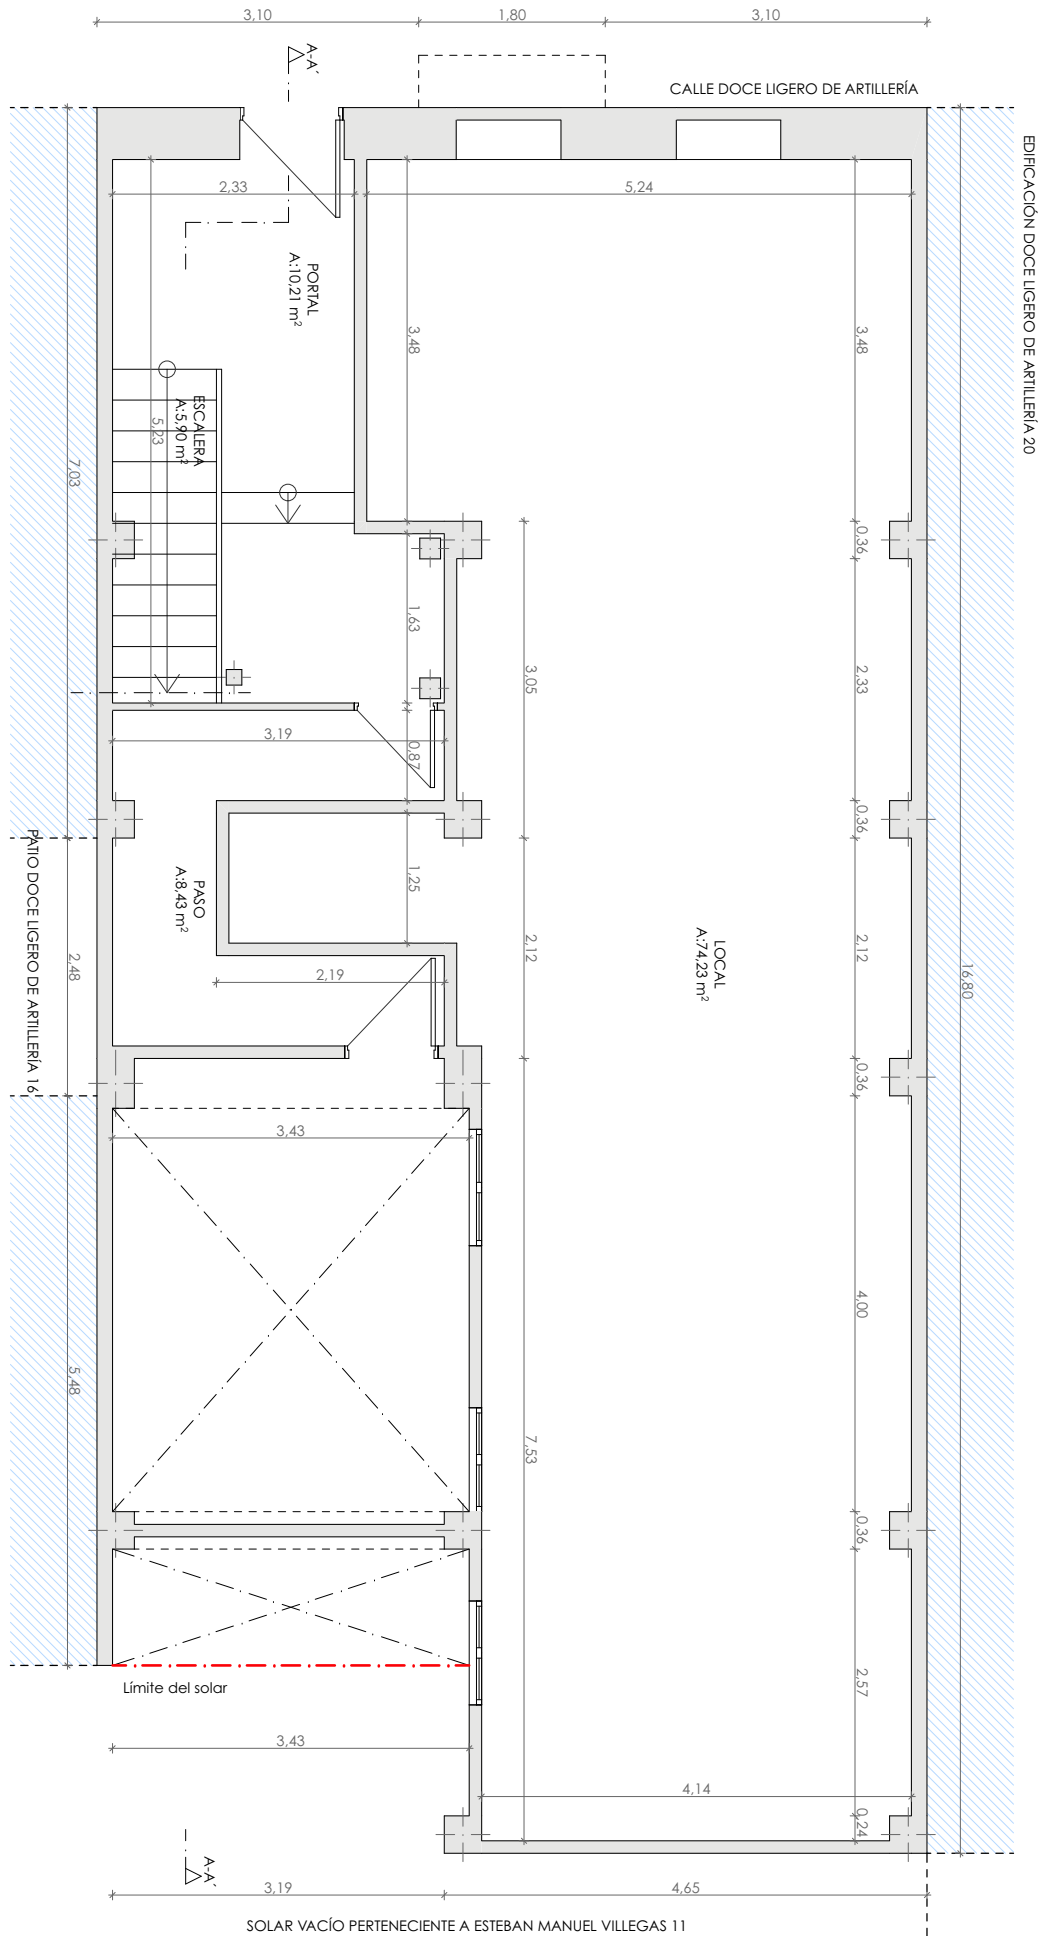 3,10
1,80
3,10
A-A´
CALLE DOCE LIGERO DE ARTILLERÍA
EDIFICACIÓN DOCE LIGERO DE ARTILLERÍA 20
2,33
5,24
PORTAL
A:10,21 m²
3,48
3,48
ESCALERA
A:5,90 m²
5,23
7,03
0,36
1,63
3,05
2,33
3,19
0,87
0,36
PATIO DOCE LIGERO DE ARTILLERÍA 16
PASO
A:8,43 m²
1,25
2,48
2,19
2,12
LOCAL
A:74,23 m²
2,12
16,80
0,36
3,43
4,00
5,48
7,53
0,36
Límite del solar
2,57
3,43
4,14
0,24
A-A´
3,19
4,65
SOLAR VACÍO PERTENECIENTE A ESTEBAN MANUEL VILLEGAS 11